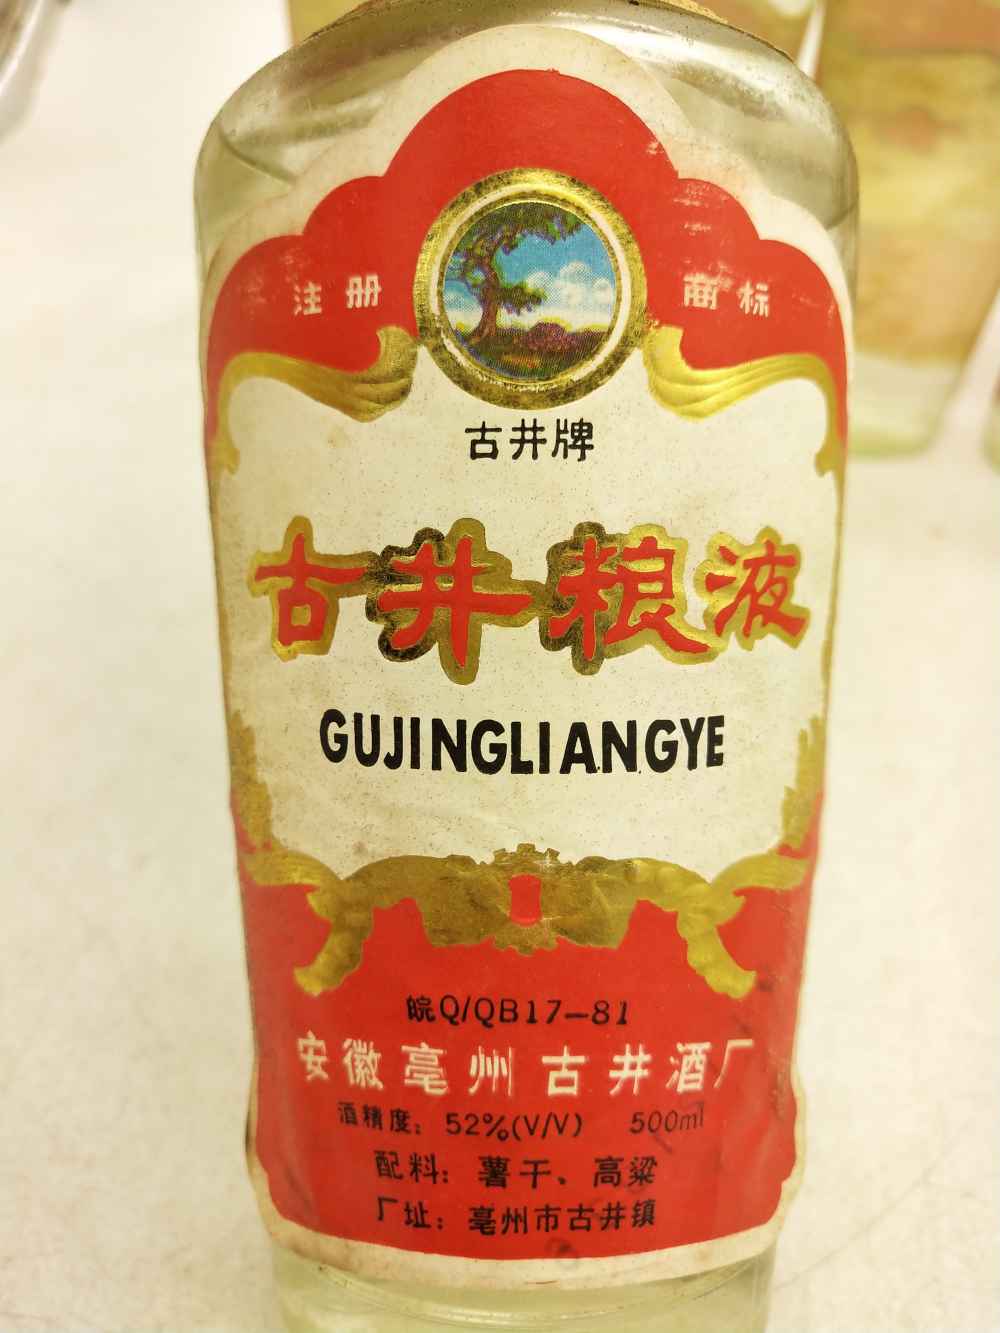 注册 商标
古井牌
古井粮液
GUJINGLIANGYE
皖Q/QB17—81
安徽亳州古井酒厂
酒精度：52%(V/V) 500ml
配料：薯干、高粱
厂址：亳州市古井镇